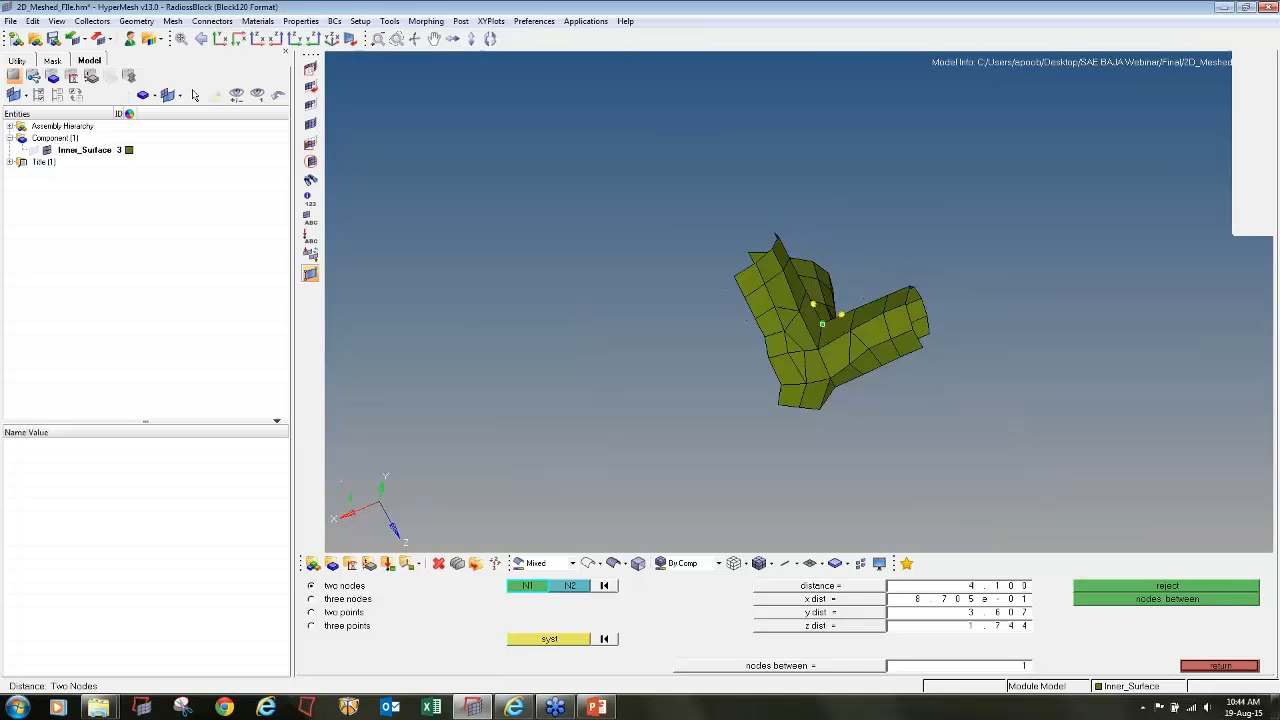 2D_Meshed_FIle.hm* - HyperMesh v13.0 - RadiossBlock (Block120 Format)
File Edit View Collectors Geometry Mesh Connectors Materials Properties BCs Setup Tools Morphing Post XYPlots Preferences Applications Help
Utility Mask Model
Model Info: C:/Users/apoob/Desktop/SAE BAJA Webinar/Final/2D_Meshed
Entities ID
Assembly Hierarchy
Component (1)
Inner_Surface 3
Title (1)
123
ABC
ABC
Name Value
Y
X
Z
Mixed By Comp
two nodes N1 N2 distance = 4.100 reject
three nodes x dist = 8.705e-01 nodes between
two points y dist = 3.607
three points z dist = 1.744
syst
nodes between = 1 return
Distance: Two Nodes Module Model Inner_Surface
10:44 AM
19-Aug-15